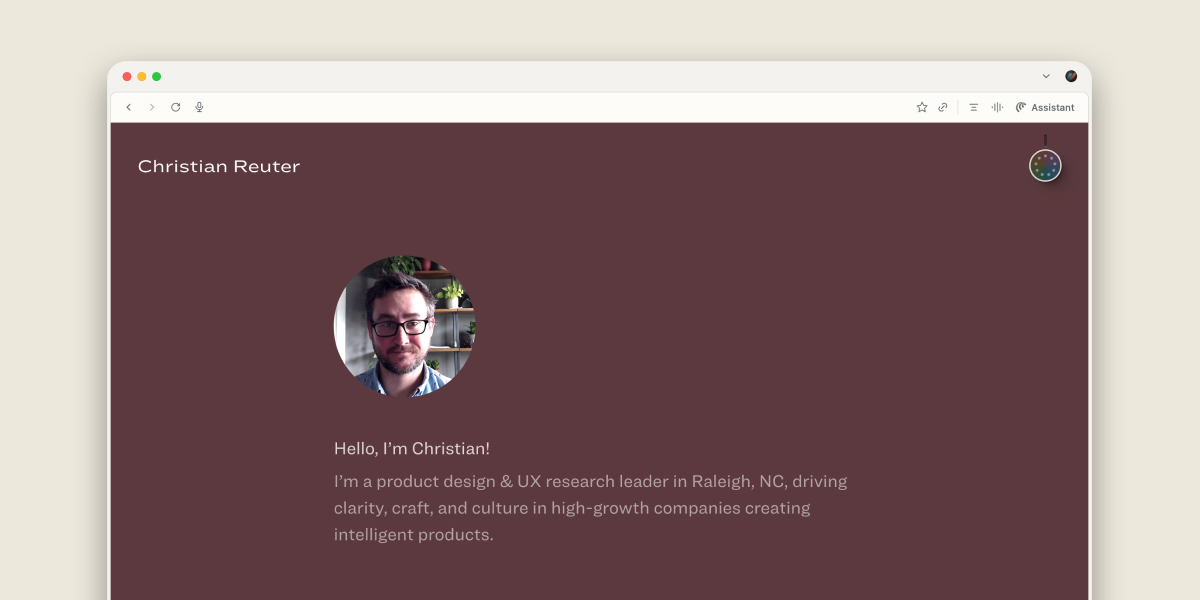 Assistant
Christian Reuter
Hello, I’m Christian!
I’m a product design & UX research leader in Raleigh, NC, driving
clarity, craft, and culture in high-growth companies creating
intelligent products.